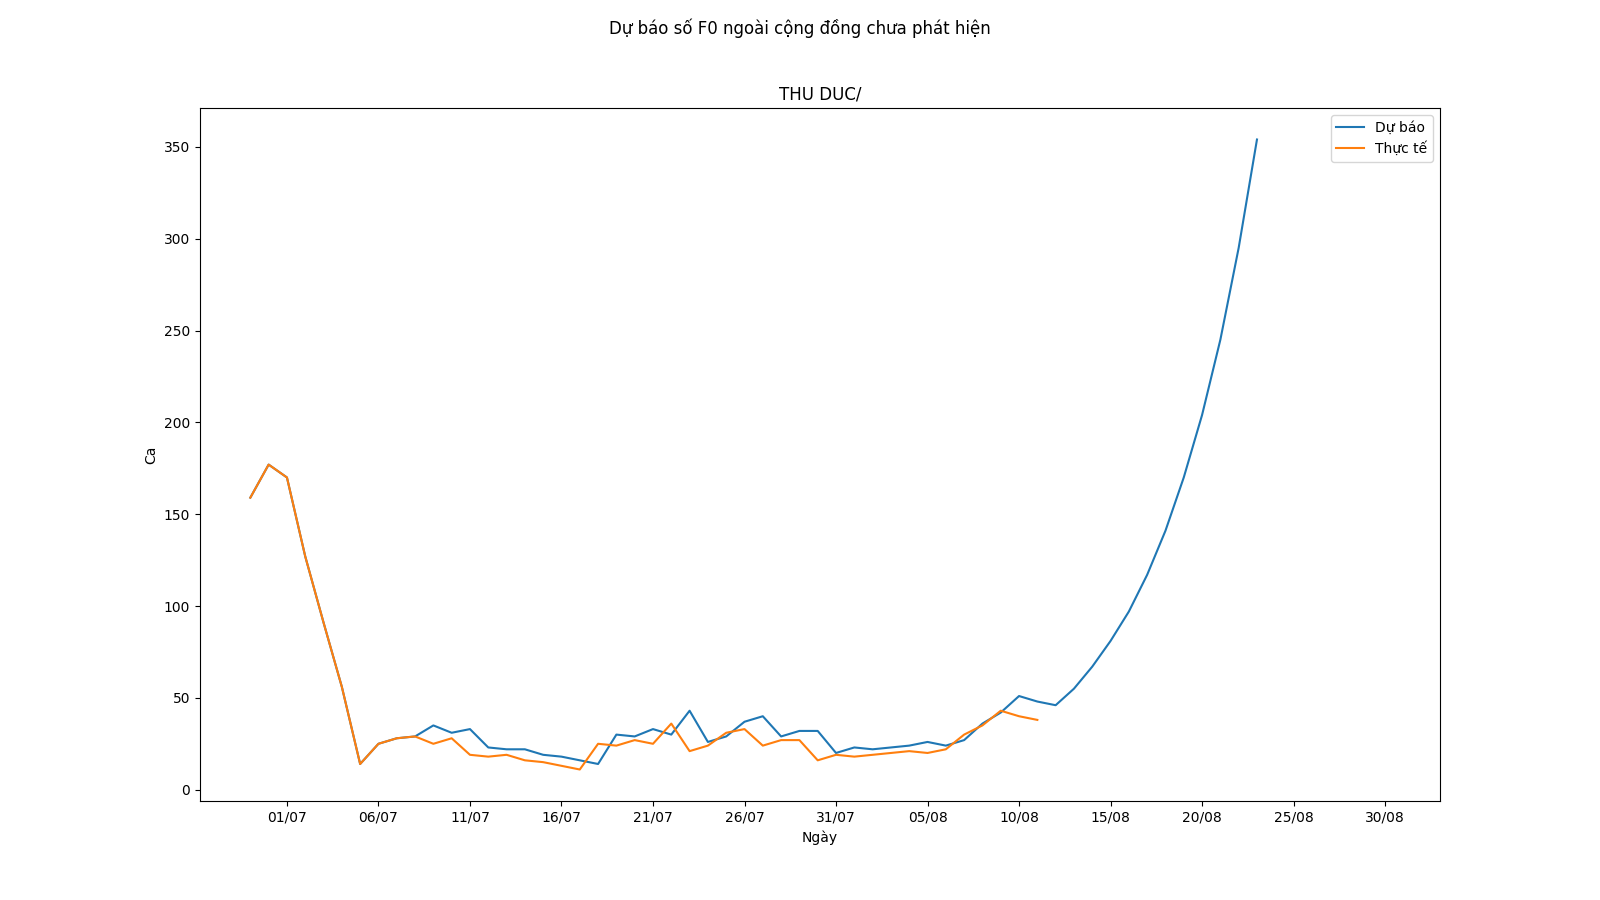 Dự báo số F0 ngoài cộng đồng chưa phát hiện
THU DUC/
Dự báo
Thực tế
350
300
250
200
150
100
50
0
Ca
01/07 06/07 11/07 16/07 21/07 26/07 31/07 05/08 10/08 15/08 20/08 25/08 30/08
Ngày